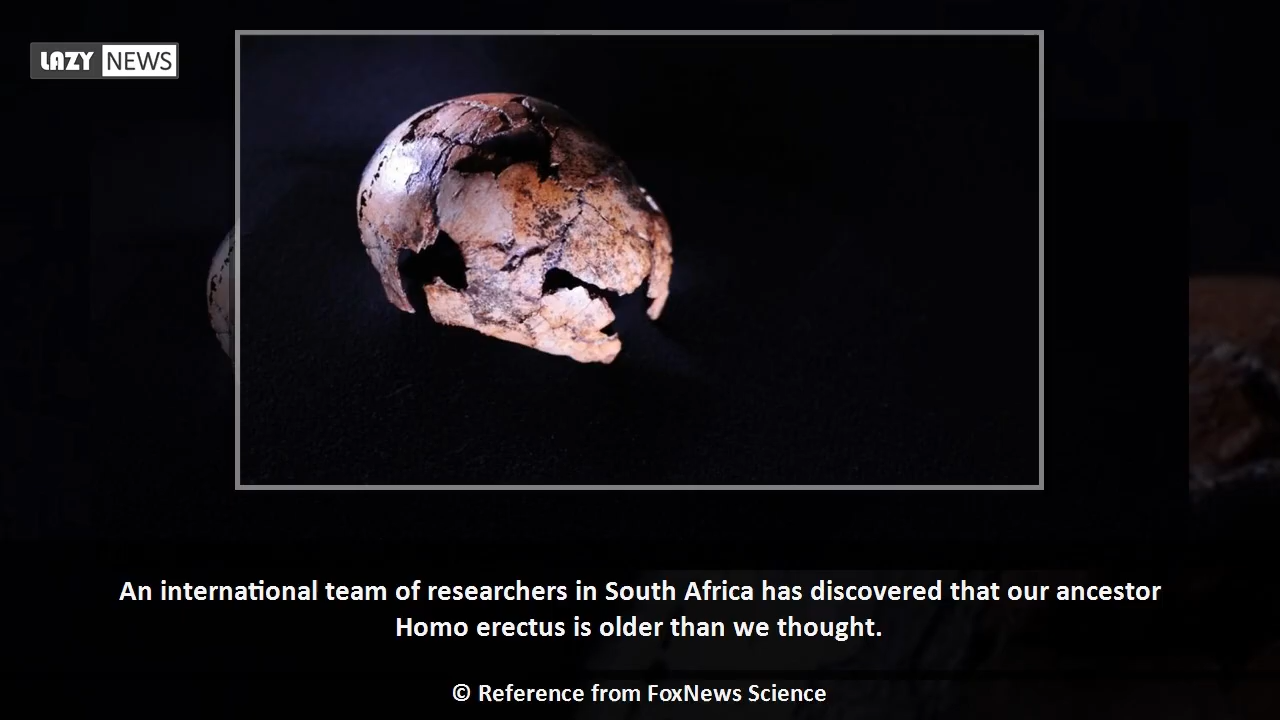 LAZY NEWS
An international team of researchers in South Africa has discovered that our ancestor
Homo erectus is older than we thought.
© Reference from FoxNews Science